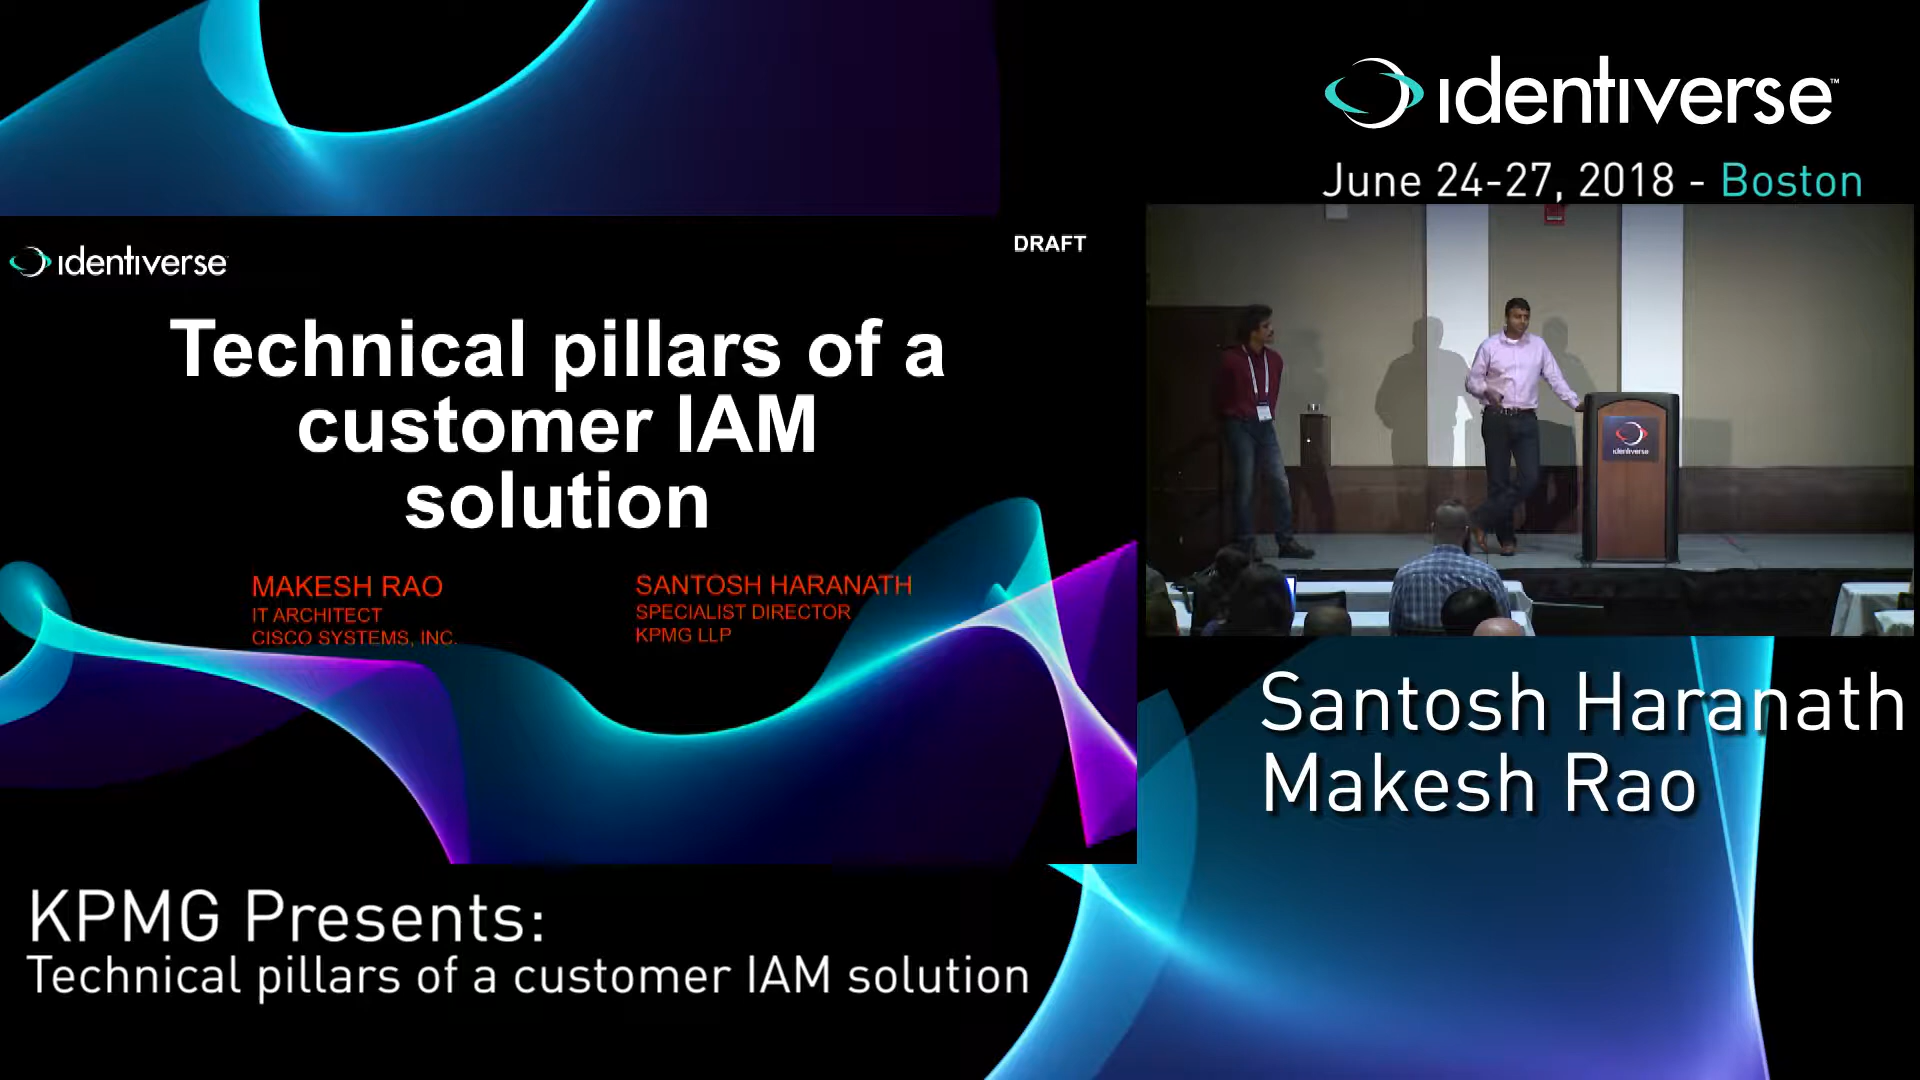 identiverse™
June 24-27, 2018 - Boston
identiverse
DRAFT
Technical pillars of a
customer IAM
solution
MAKESH RAO
IT ARCHITECT
CISCO SYSTEMS, INC.
SANTOSH HARANATH
SPECIALIST DIRECTOR
KPMG LLP
identiverse
Santosh Haranath
Makesh Rao
KPMG Presents:
Technical pillars of a customer IAM solution